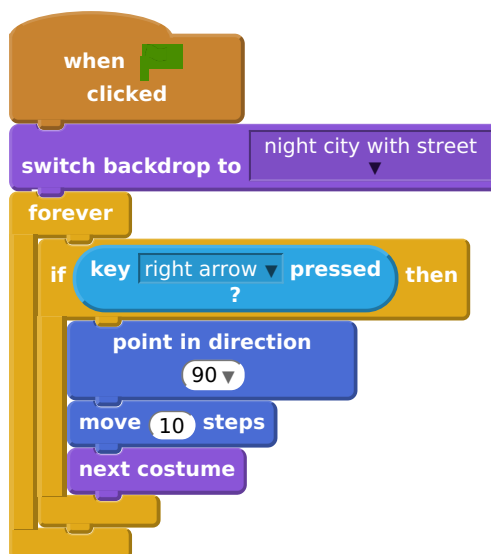 when
clicked
switch backdrop to night city with street ▼
forever
if key right arrow ▼ pressed ? then
point in direction
90 ▼
move 10 steps
next costume